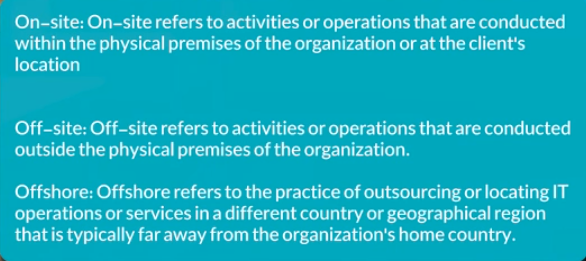 On-site: On-site refers to activities or operations that are conducted
within the physical premises of the organization or at the client's
location
Off-site: Off-site refers to activities or operations that are conducted
outside the physical premises of the organization.
Offshore: Offshore refers to the practice of outsourcing or locating IT
operations or services in a different country or geographical region
that is typically far away from the organization's home country.